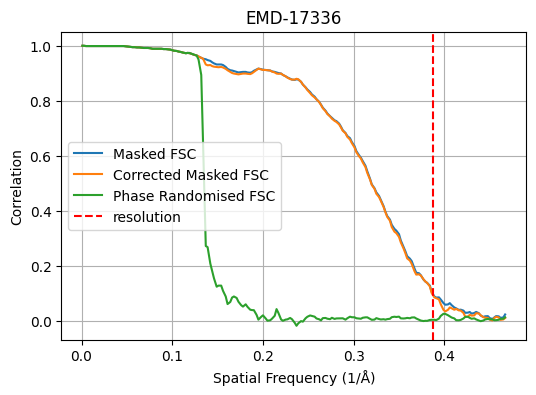 EMD-17336
Correlation
1.0
0.8
0.6
0.4
0.2
0.0
Masked FSC
Corrected Masked FSC
Phase Randomised FSC
resolution
0.0 0.1 0.2 0.3 0.4
Spatial Frequency (1/Å)